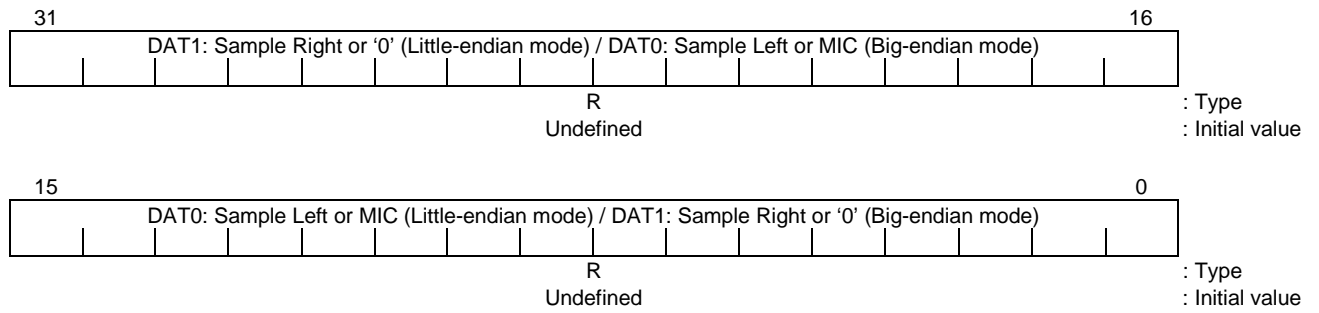 31 16
DAT1: Sample Right or ‘0’ (Little-endian mode) / DAT0: Sample Left or MIC (Big-endian mode)
R : Type
Undefined : Initial value
15 0
DAT0: Sample Left or MIC (Little-endian mode) / DAT1: Sample Right or ‘0’ (Big-endian mode)
R : Type
Undefined : Initial value